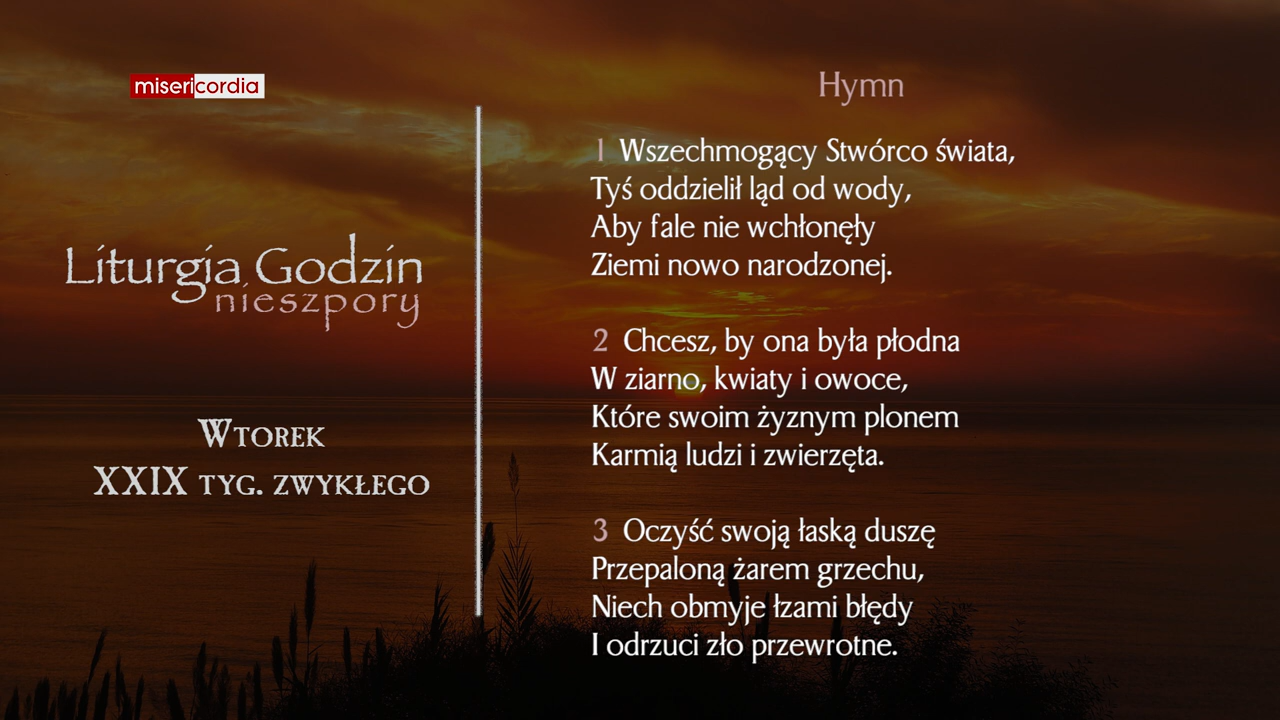 misericordia
Liturgia Godzin
nieszpory
Wtorek
XXIX tyg. zwykłego
Hymn
1 Wszechmogący Stwórco świata,
Tyś oddzielił ląd od wody,
Aby fale nie wchłonęły
Ziemi nowo narodzonej.
2 Chcesz, by ona była płodna
W ziarno, kwiaty i owoce,
Które swoim żyznym plonem
Karmią ludzi i zwierzęta.
3 Oczyść swoją łaską duszę
Przepaloną żarem grzechu,
Niech obmyje łzami błędy
I odrzuci zło przewrotne.